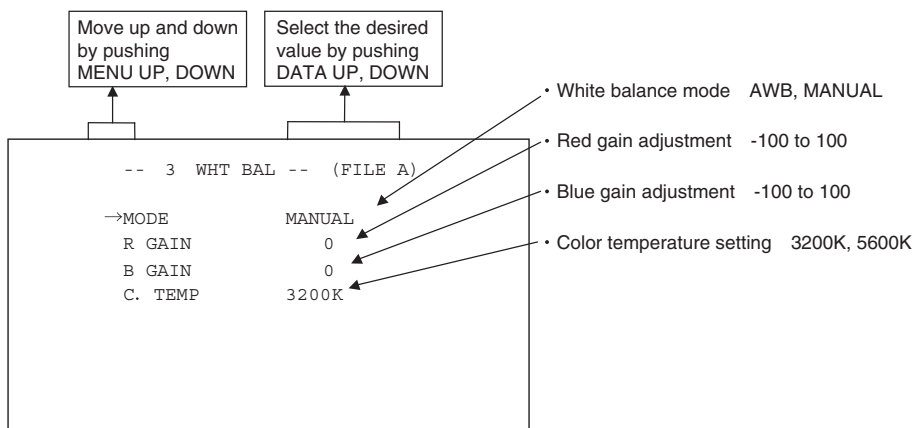 Move up and down
by pushing
MENU UP, DOWN
Select the desired
value by pushing
DATA UP, DOWN
• White balance mode AWB, MANUAL
• Red gain adjustment -100 to 100
• Blue gain adjustment -100 to 100
• Color temperature setting 3200K, 5600K
-- 3 WHT BAL -- (FILE A)
→MODE MANUAL
R GAIN 0
B GAIN 0
C. TEMP 3200K